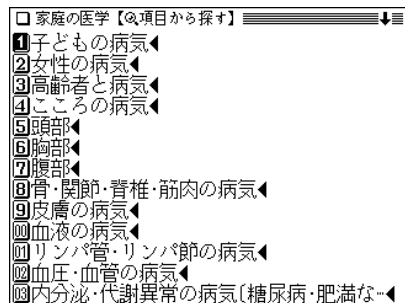 家庭の医学【項目から探す】
1子どもの病気
2女性の病気
3高齢者と病気
4こころの病気
5頭部
6胸部
7腹部
8骨・関節・脊椎・筋肉の病気
9皮膚の病気
00血液の病気
01リンパ管・リンパ節の病気
02血圧・血管の病気
03内分泌・代謝異常の病気〔糖尿病・肥満な…